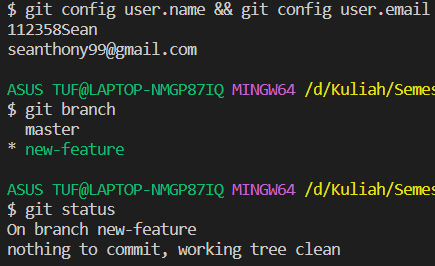 $ git config user.name && git config user.email
112358Sean
seanthony99@gmail.com
ASUS TUF@LAPTOP-NMGP87IQ MINGW64 /d/Kuliah/Semes
$ git branch
master
* new-feature
ASUS TUF@LAPTOP-NMGP87IQ MINGW64 /d/Kuliah/Semes
$ git status
On branch new-feature
nothing to commit, working tree clean